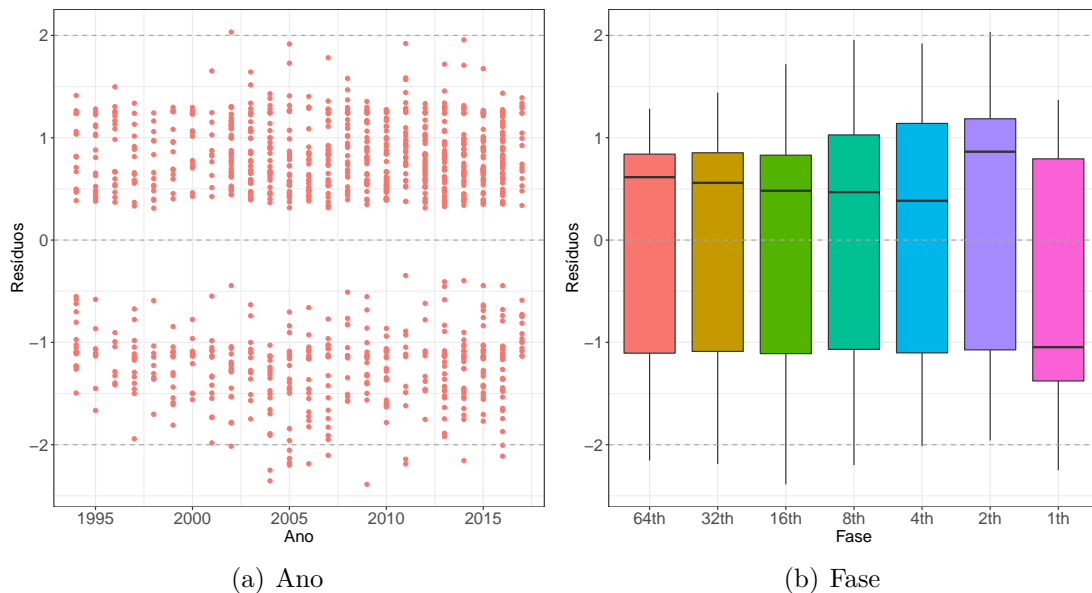 2
1
0
−1
−2
Resíduos
1995 2000 2005 2010 2015
Ano
(a) Ano
2
1
0
−1
−2
Resíduos
64th 32th 16th 8th 4th 2th 1th
Fase
(b) Fase